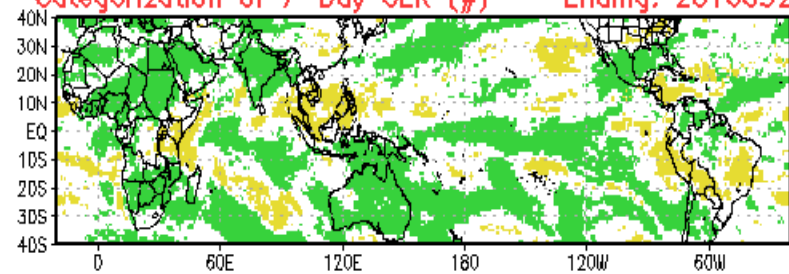 Categorization of 7-Day OLR (#) Ending:
40N
30N
20N
10N
EQ
10S
20S
30S
40S
0 60E 120E 180 120W 60W